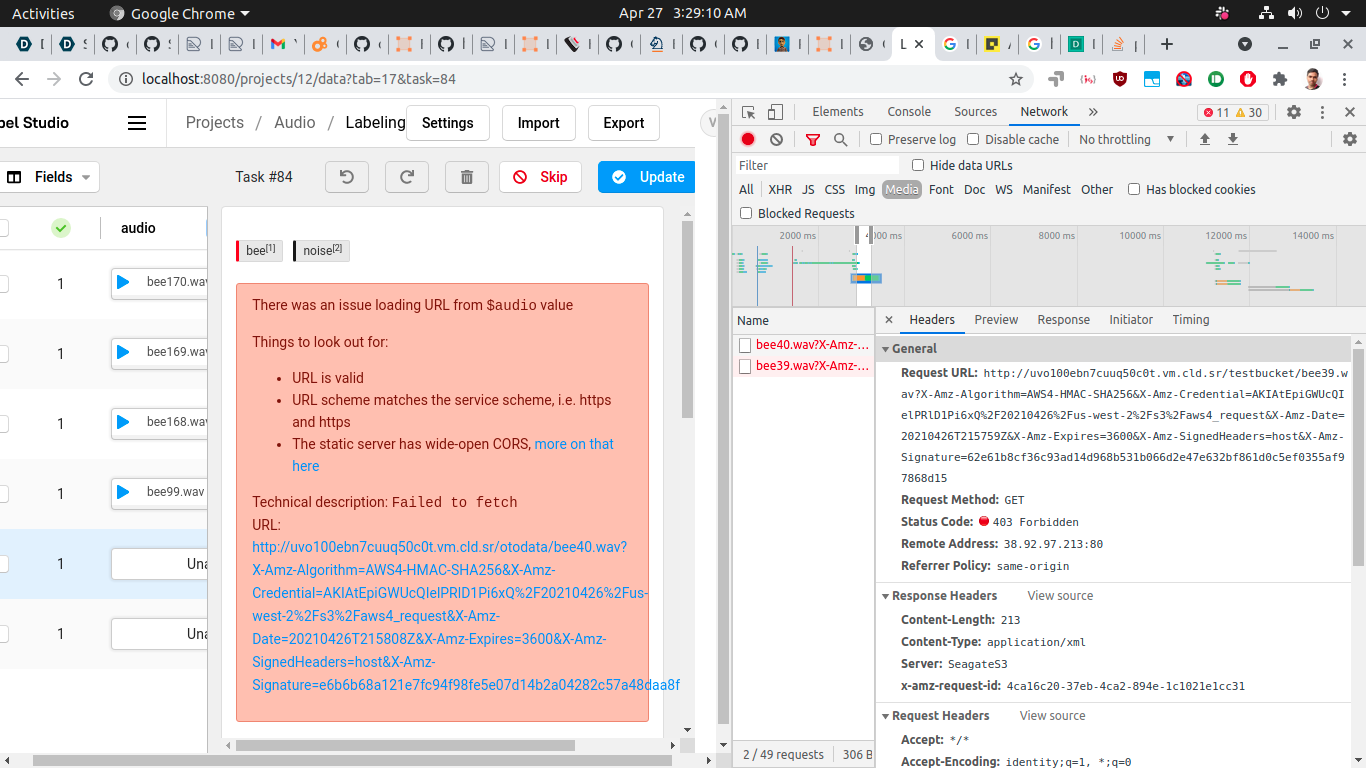 Activities
Google Chrome
Apr 27 3:29:10 AM
localhost:8080/projects/12/data?tab=17&task=84
bel Studio
Projects / Audio / Labeling
Settings
Import
Export
Fields
Task #84
Skip
Update
audio
1
bee170.wav
1
bee169.wav
1
bee168.wav
1
bee99.wav
1
Una
1
Una
bee[1]
noise[2]
There was an issue loading URL from $audio value
Things to look out for:
• URL is valid
• URL scheme matches the service scheme, i.e. https
and https
• The static server has wide-open CORS, more on that
here
Technical description: Failed to fetch
URL:
http://uvo100ebn7cuuq50c0t.vm.cld.sr/otodata/bee40.wav?
X-Amz-Algorithm=AWS4-HMAC-SHA256&X-Amz-
Credential=AKIAtEpiGWUcQIelPRlD1Pi6xQ%2F20210426%2Fus-
west-2%2Fs3%2Faws4_request&X-Amz-
Date=20210426T215808Z&X-Amz-Expires=3600&X-Amz-
SignedHeaders=host&X-Amz-
Signature=e6b6b68a121e7fc94f98fe5e07d14b2a04282c57a48daa8f
Elements
Console
Sources
Network
»
11
30
Preserve log
Disable cache
No throttling
Filter
Hide data URLs
All
XHR
JS
CSS
Img
Media
Font
Doc
WS
Manifest
Other
Has blocked cookies
Blocked Requests
2000 ms
4000 ms
6000 ms
8000 ms
10000 ms
12000 ms
14000 ms
Name
bee40.wav?X-Amz-...
bee39.wav?X-Amz-...
2 / 49 requests
306 B
Headers
Preview
Response
Initiator
Timing
General
Request URL: http://uvo100ebn7cuuq50c0t.vm.cld.sr/testbucket/bee39.w
av?X-Amz-Algorithm=AWS4-HMAC-SHA256&X-Amz-Credential=AKIAtEpiGWUcQI
elPRlD1Pi6xQ%2F20210426%2Fus-west-2%2Fs3%2Faws4_request&X-Amz-Date=
20210426T215759Z&X-Amz-Expires=3600&X-Amz-SignedHeaders=host&X-Amz-
Signature=62e61b8cf36c93ad14d968b531b066d2e47e632bf861d0c5ef0355af9
7868d15
Request Method: GET
Status Code: 403 Forbidden
Remote Address: 38.92.97.213:80
Referrer Policy: same-origin
Response Headers
View source
Content-Length: 213
Content-Type: application/xml
Server: SeagateS3
x-amz-request-id: 4ca16c20-37eb-4ca2-894e-1c1021e1cc31
Request Headers
View source
Accept: */*
Accept-Encoding: identity;q=1, *;q=0